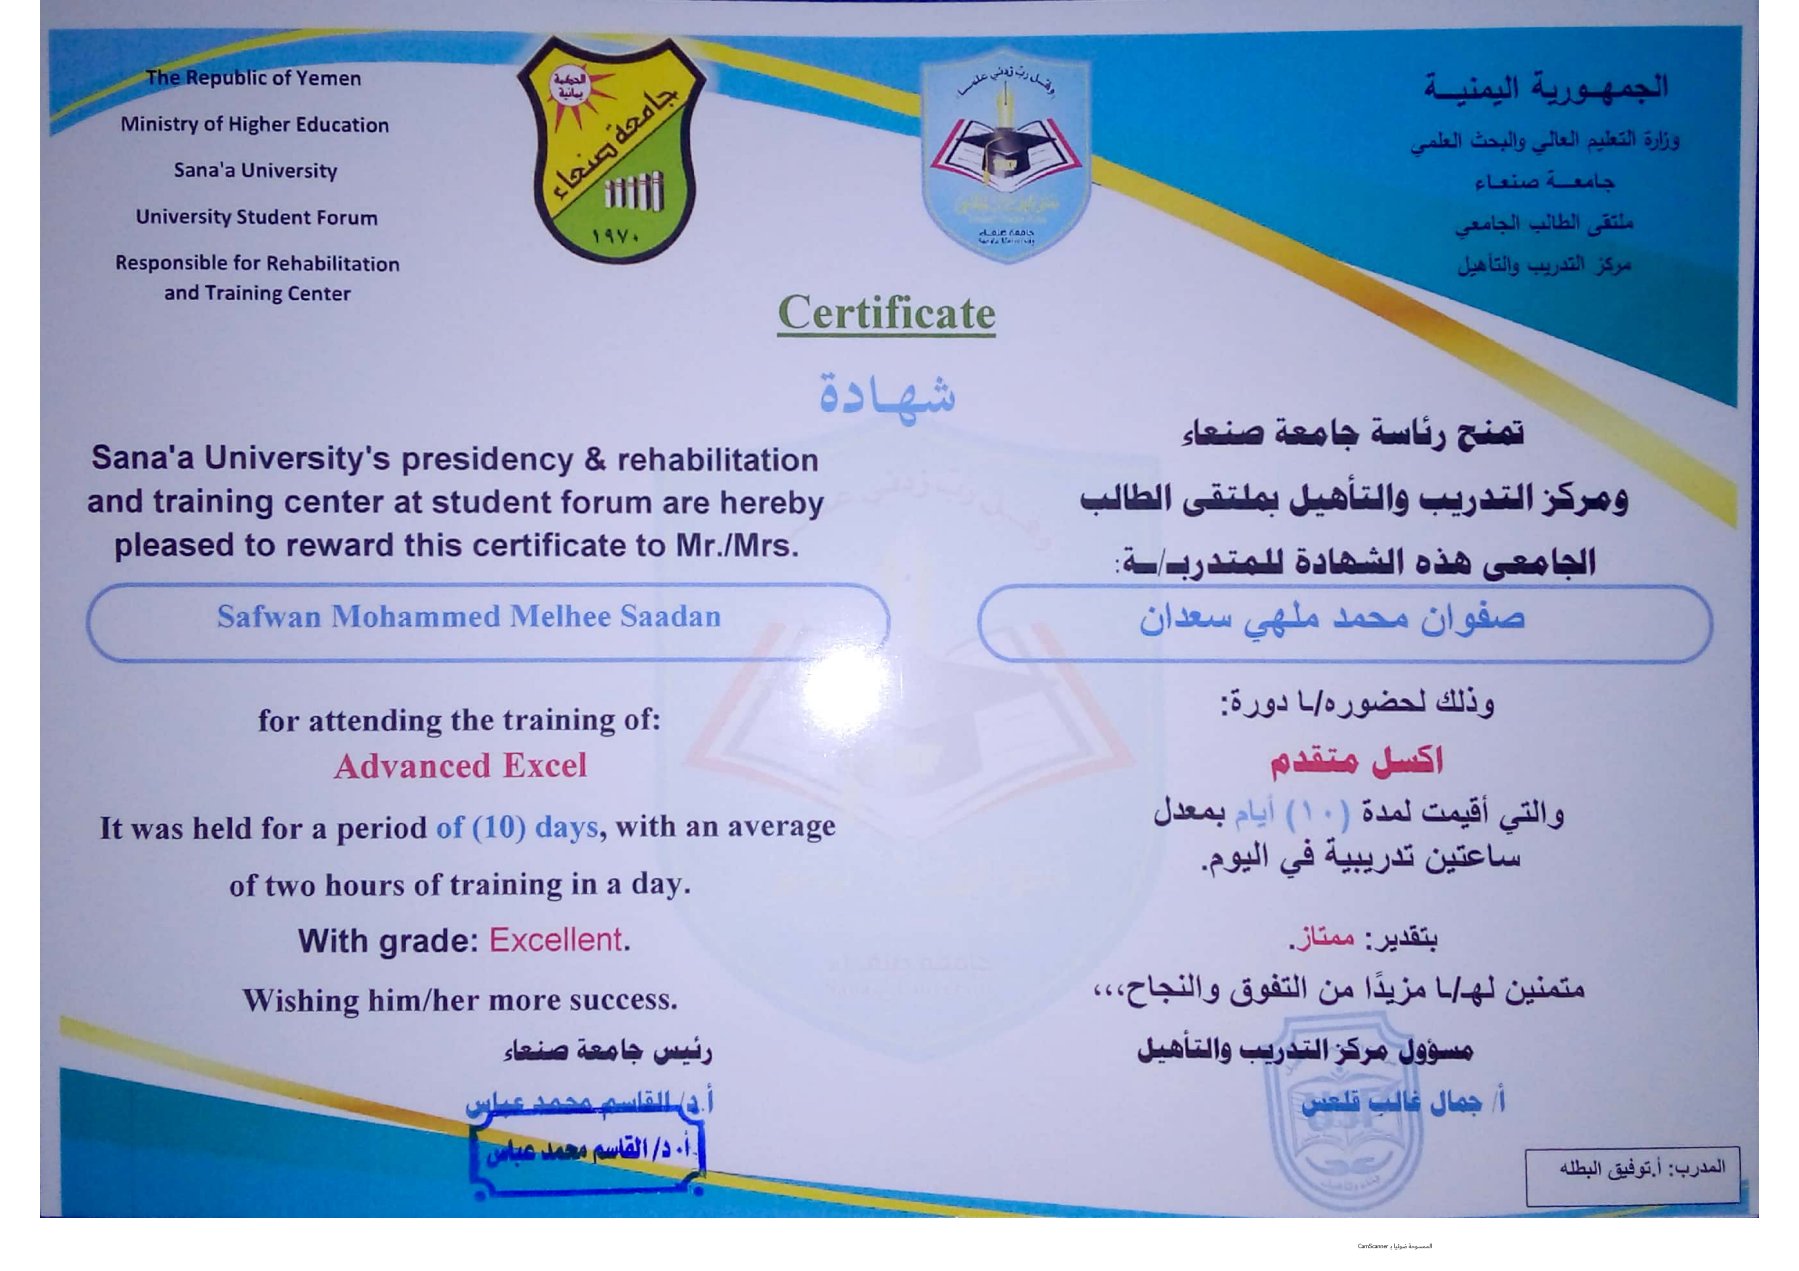 The Republic of Yemen
Ministry of Higher Education
Sana'a University
University Student Forum
Responsible for Rehabilitation
and Training Center
الحكمة
يمانية
جامعة صنعاء
١٩٧٠
وقل رب زدني علما
جامعة صنعاء
Sana'a University
الجمهورية اليمنية
وزارة التعليم العالي والبحث العلمي
جامعة صنعاء
ملتقى الطالب الجامعي
مركز التدريب والتأهيل
Certificate
شهادة
Sana'a University's presidency & rehabilitation
and training center at student forum are hereby
pleased to reward this certificate to Mr./Mrs.
Safwan Mohammed Melhee Saadan
for attending the training of:
Advanced Excel
It was held for a period of (10) days, with an average
of two hours of training in a day.
With grade: Excellent.
Wishing him/her more success.
رئيس جامعة صنعاء
أ.د/ القاسم محمد عباس
أ.د/ القاسم محمد عباس
تمنح رئاسة جامعة صنعاء
ومركز التدريب والتأهيل بملتقى الطالب
الجامعي هذه الشهادة للمتدربـ/ـة:
صفوان محمد ملهي سعدان
وذلك لحضوره/ـا دورة:
اكسل متقدم
والتي أقيمت لمدة (١٠) أيام بمعدل
ساعتين تدريبية في اليوم.
بتقدير: ممتاز.
متمنين لهـ/ـا مزيدًا من التفوق والنجاح،،،
مسؤول مركز التدريب والتأهيل
أ/ جمال غالب قلعس
المدرب: أ.توفيق البطله
الممسوحة ضوئيا بـ CamScanner